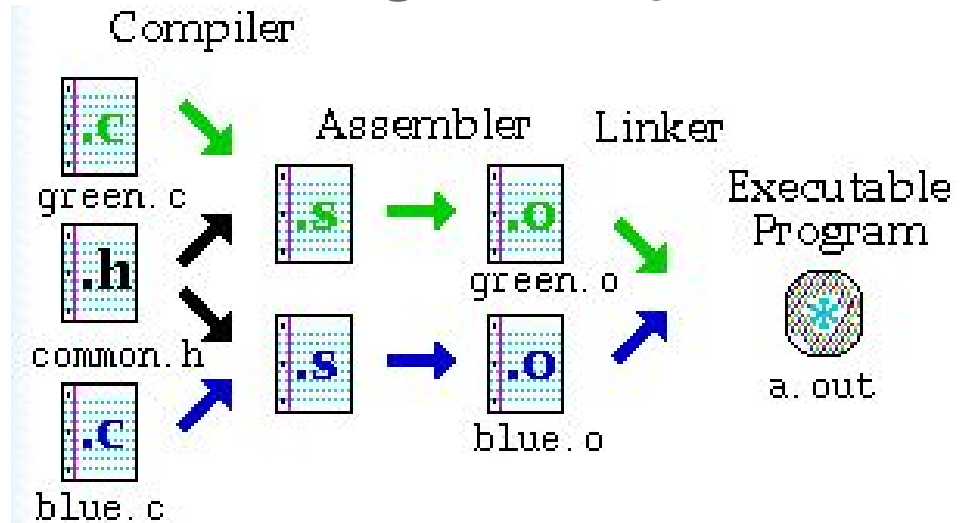 Compiler
Assembler
Linker
Executable
Program
.c
green.c
.h
common.h
.c
blue.c
.s
.s
.o
green.o
.o
blue.o
a.out